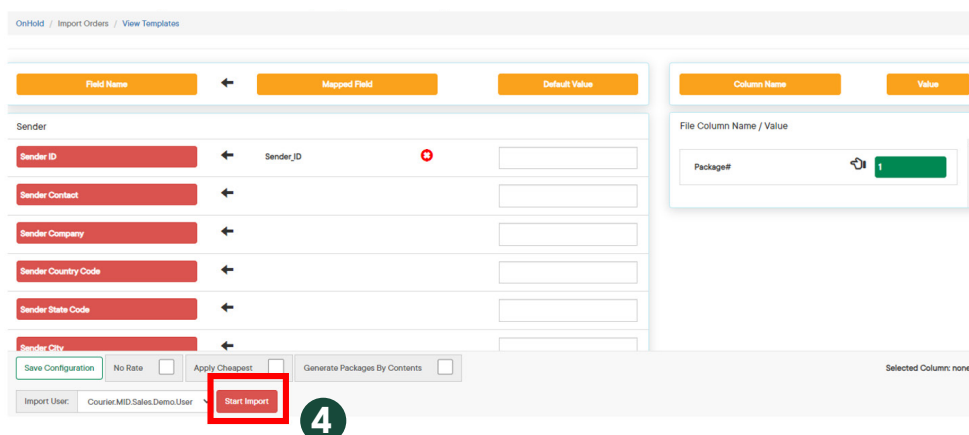 OnHold / Import Orders / View Templates
Field Name Mapped Field Default Value Column Name Value
Sender File Column Name / Value
Sender ID Sender_ID
Package# 1
Sender Contact
Sender Company
Sender Country Code
Sender State Code
Sender City
Save Configuration No Rate Apply Cheapest Generate Packages By Contents Selected Column: none
Import User: Courier.MID.Sales.Demo.User Start Import
4